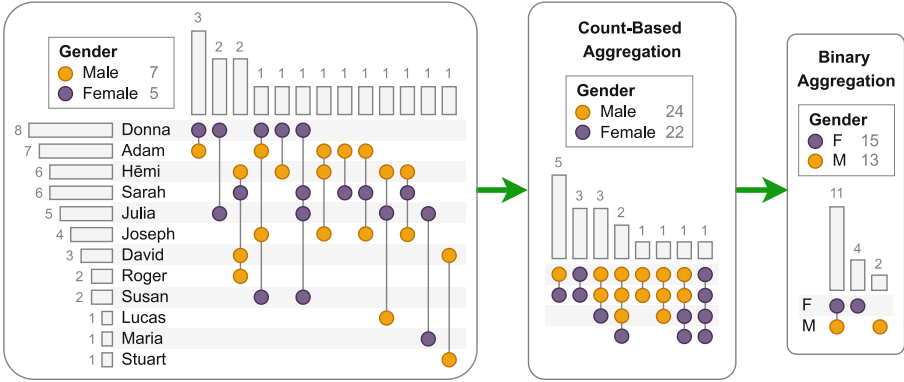 3
2 2
1 1 1 1 1 1 1 1 1 1
Gender
Male 7
Female 5
8 Donna
7 Adam
6 Hēmi
6 Sarah
5 Julia
4 Joseph
3 David
2 Roger
2 Susan
1 Lucas
1 Maria
1 Stuart
Count-Based
Aggregation
Gender
Male 24
Female 22
5
3 3
2
1 1 1 1
Binary
Aggregation
Gender
F 15
M 13
11
4
2
F
M